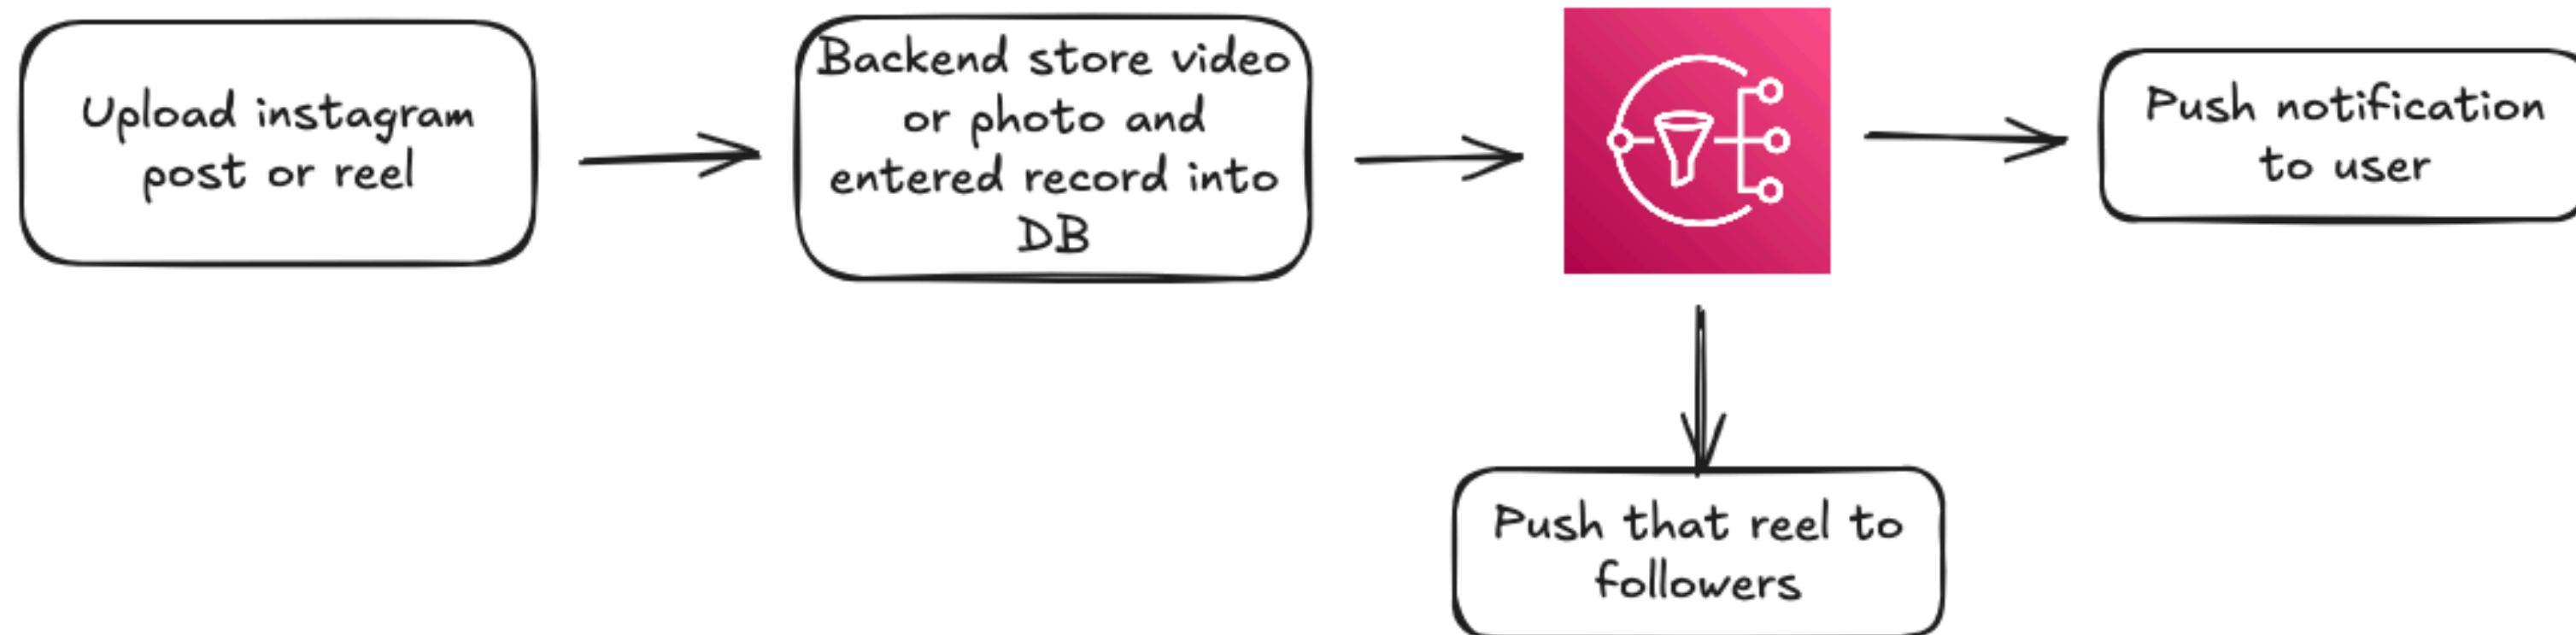 Upload instagram
post or reel
Backend store video
or photo and
entered record into
DB
Push notification
to user
Push that reel to
followers